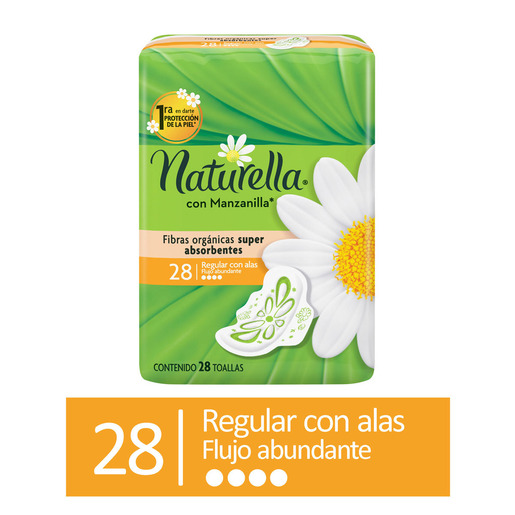 1ra en darte
PROTECCIÓN
DE LA PIEL*
Naturella®
con Manzanilla*
Fibras orgánicas super
absorbentes
28 Regular con alas
Flujo abundante
CONTENIDO 28 TOALLAS
28 Regular con alas
Flujo abundante